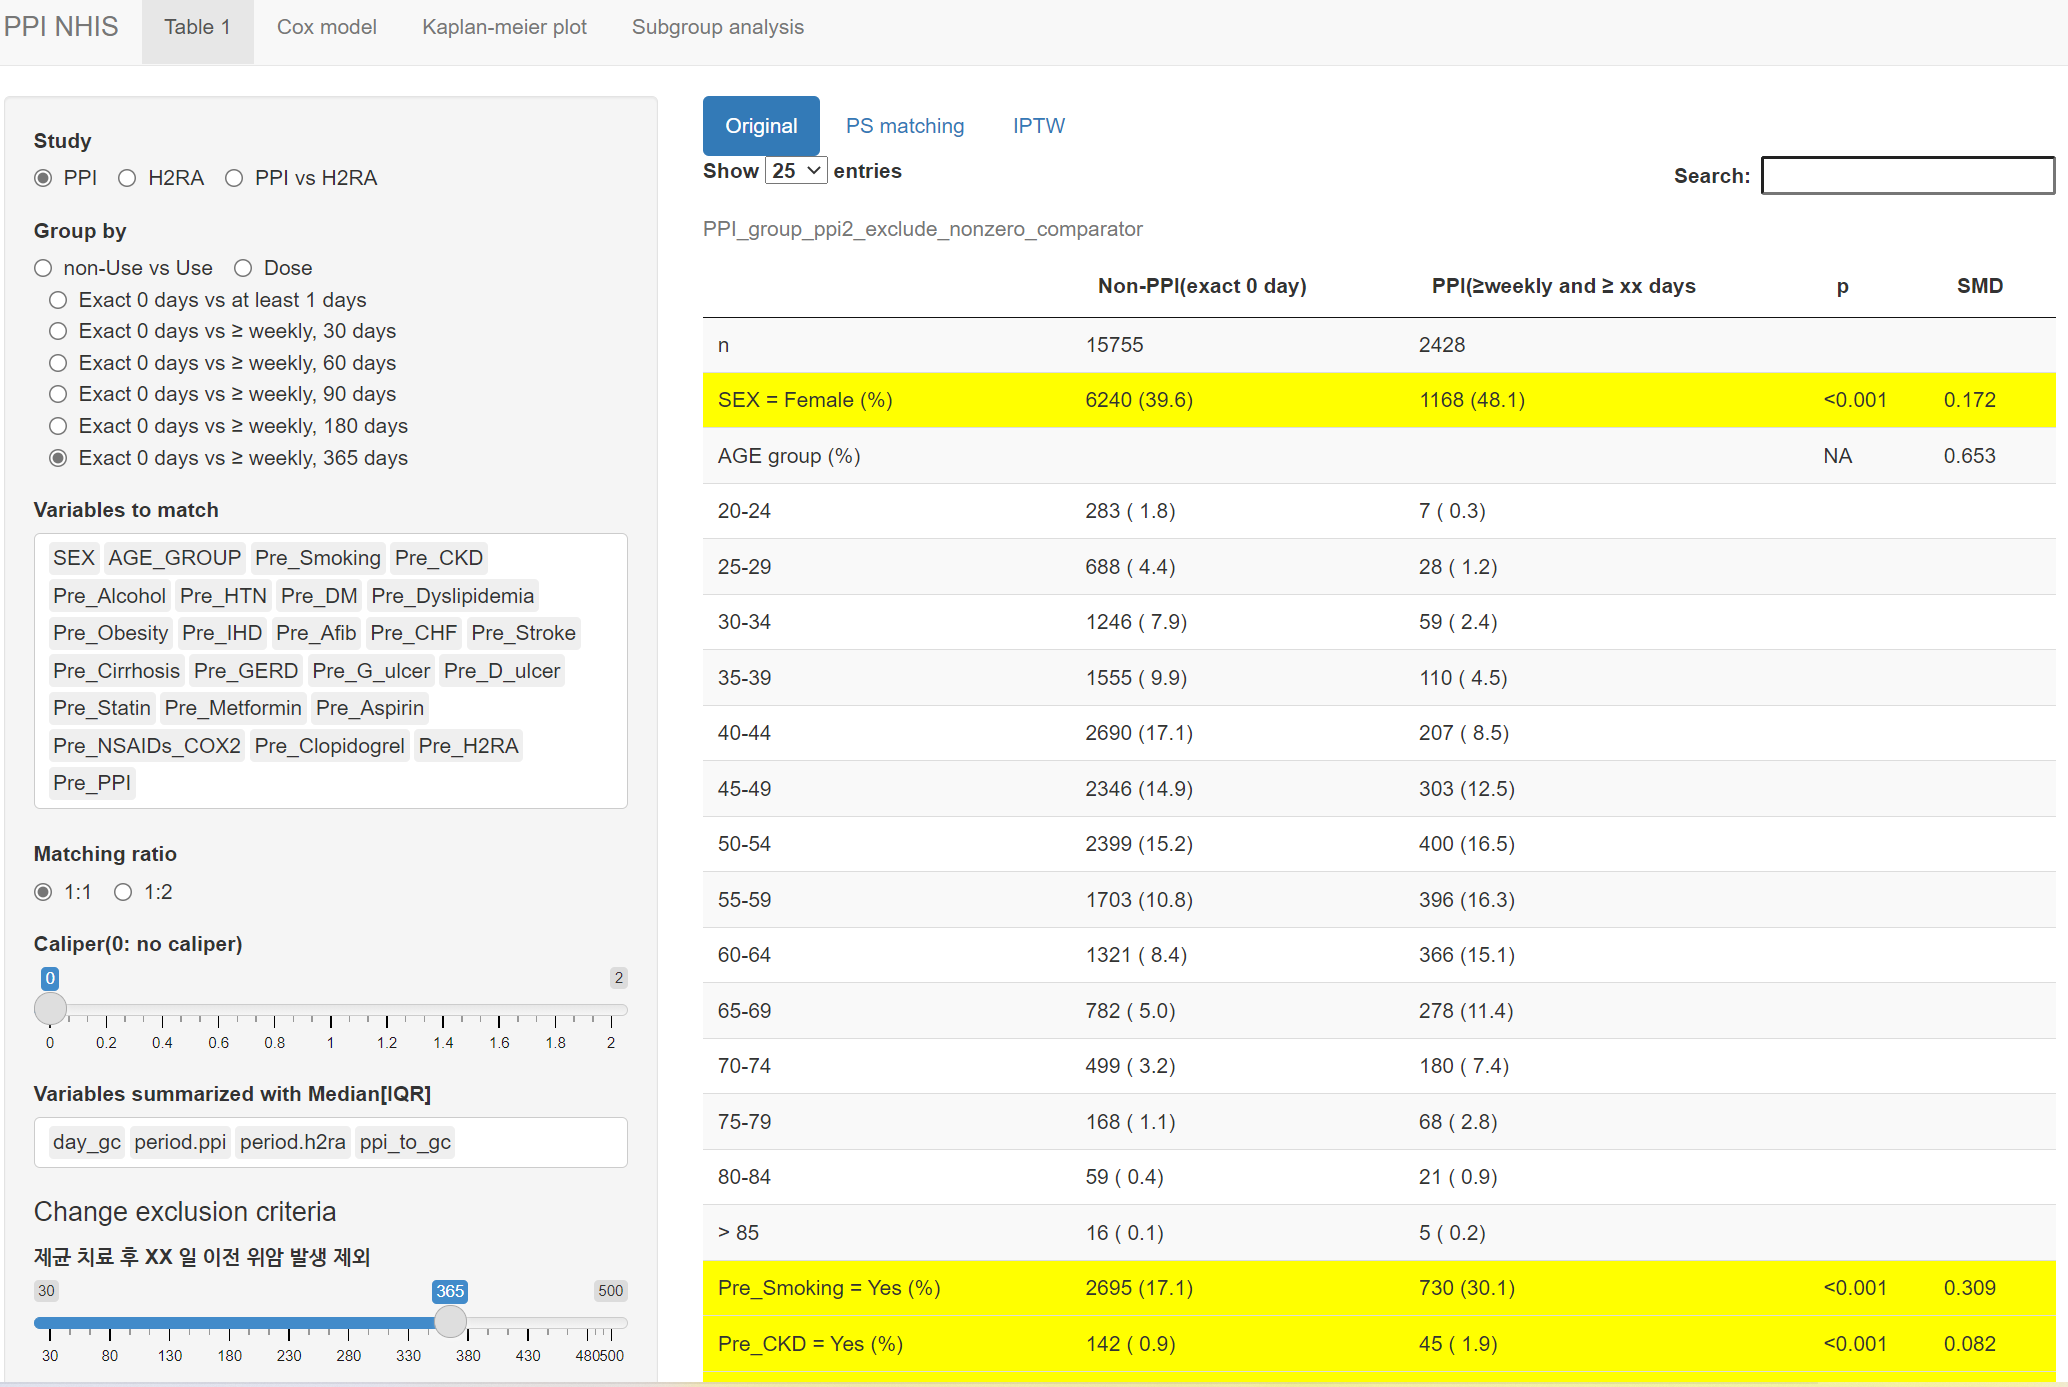 PPI NHIS Table 1 Cox model Kaplan-meier plot Subgroup analysis
Study
PPI H2RA PPI vs H2RA
Group by
non-Use vs Use Dose
Exact 0 days vs at least 1 days
Exact 0 days vs ≥ weekly, 30 days
Exact 0 days vs ≥ weekly, 60 days
Exact 0 days vs ≥ weekly, 90 days
Exact 0 days vs ≥ weekly, 180 days
Exact 0 days vs ≥ weekly, 365 days
Variables to match
SEX AGE_GROUP Pre_Smoking Pre_CKD
Pre_Alcohol Pre_HTN Pre_DM Pre_Dyslipidemia
Pre_Obesity Pre_IHD Pre_Afib Pre_CHF Pre_Stroke
Pre_Cirrhosis Pre_GERD Pre_G_ulcer Pre_D_ulcer
Pre_Statin Pre_Metformin Pre_Aspirin
Pre_NSAIDs_COX2 Pre_Clopidogrel Pre_H2RA
Pre_PPI
Matching ratio
1:1 1:2
Caliper(0: no caliper)
0 2
0 0.2 0.4 0.6 0.8 1 1.2 1.4 1.6 1.8 2
Variables summarized with Median[IQR]
day_gc period.ppi period.h2ra ppi_to_gc
Change exclusion criteria
제균 치료 후 XX 일 이전 위암 발생 제외
30 365 500
30 80 130 180 230 280 330 380 430 480500
Original PS matching IPTW
Show 25 entries
Search:
PPI_group_ppi2_exclude_nonzero_comparator
Non-PPI(exact 0 day) PPI(≥weekly and ≥ xx days p SMD
n 15755 2428
SEX = Female (%) 6240 (39.6) 1168 (48.1) <0.001 0.172
AGE group (%) NA 0.653
20-24 283 ( 1.8) 7 ( 0.3)
25-29 688 ( 4.4) 28 ( 1.2)
30-34 1246 ( 7.9) 59 ( 2.4)
35-39 1555 ( 9.9) 110 ( 4.5)
40-44 2690 (17.1) 207 ( 8.5)
45-49 2346 (14.9) 303 (12.5)
50-54 2399 (15.2) 400 (16.5)
55-59 1703 (10.8) 396 (16.3)
60-64 1321 ( 8.4) 366 (15.1)
65-69 782 ( 5.0) 278 (11.4)
70-74 499 ( 3.2) 180 ( 7.4)
75-79 168 ( 1.1) 68 ( 2.8)
80-84 59 ( 0.4) 21 ( 0.9)
> 85 16 ( 0.1) 5 ( 0.2)
Pre_Smoking = Yes (%) 2695 (17.1) 730 (30.1) <0.001 0.309
Pre_CKD = Yes (%) 142 ( 0.9) 45 ( 1.9) <0.001 0.082